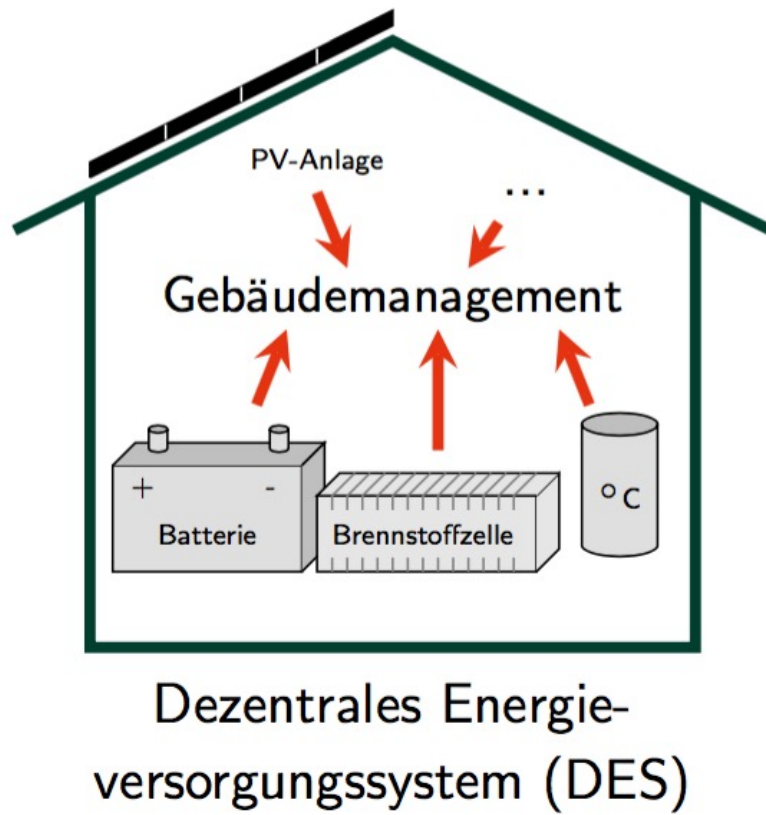 PV-Anlage
...
Gebäudemanagement
+ -
°C
Batterie
Brennstoffzelle
Dezentrales Energie-
versorgungssystem (DES)